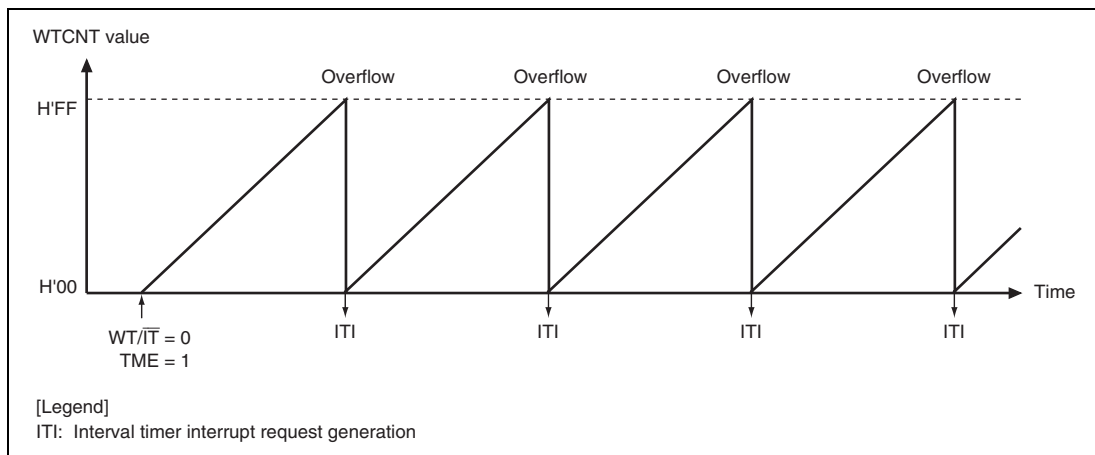 WTCNT value
Overflow Overflow Overflow Overflow
H'FF
H'00
Time
WT/I̅T̅ = 0
TME = 1
ITI ITI ITI ITI
[Legend]
ITI: Interval timer interrupt request generation